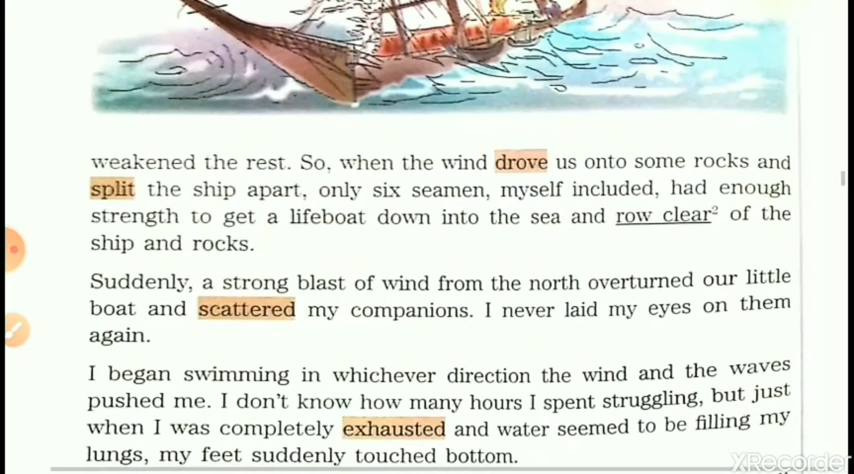 weakened the rest. So, when the wind drove us onto some rocks and
split the ship apart, only six seamen, myself included, had enough
strength to get a lifeboat down into the sea and row clear² of the
ship and rocks.
Suddenly, a strong blast of wind from the north overturned our little
boat and scattered my companions. I never laid my eyes on them
again.
I began swimming in whichever direction the wind and the waves
pushed me. I don't know how many hours I spent struggling, but just
when I was completely exhausted and water seemed to be filling my
lungs, my feet suddenly touched bottom.
XRecorder